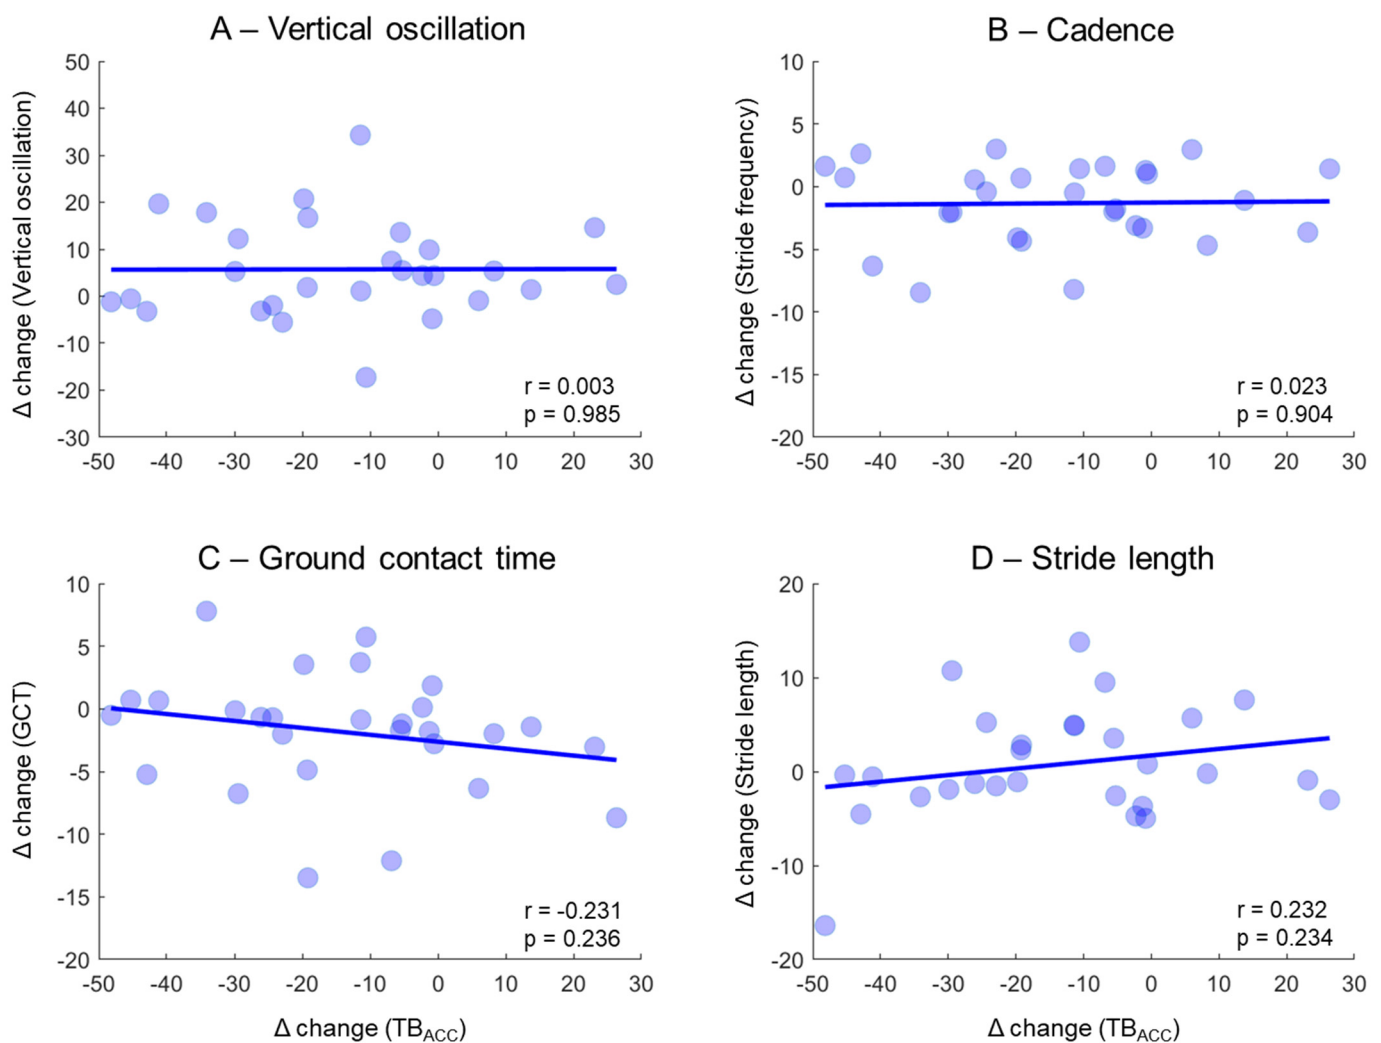 A – Vertical oscillation
Δ change (Vertical oscillation)
50
40
30
20
10
0
-10
-20
-30
r = 0.003
p = 0.985
-50 -40 -30 -20 -10 0 10 20 30
B – Cadence
Δ change (Stride frequency)
10
5
0
-5
-10
-15
-20
r = 0.023
p = 0.904
-50 -40 -30 -20 -10 0 10 20 30
C – Ground contact time
Δ change (GCT)
10
5
0
-5
-10
-15
-20
r = -0.231
p = 0.236
-50 -40 -30 -20 -10 0 10 20 30
Δ change (TBACC)
D – Stride length
Δ change (Stride length)
20
10
0
-10
-20
r = 0.232
p = 0.234
-50 -40 -30 -20 -10 0 10 20 30
Δ change (TBACC)